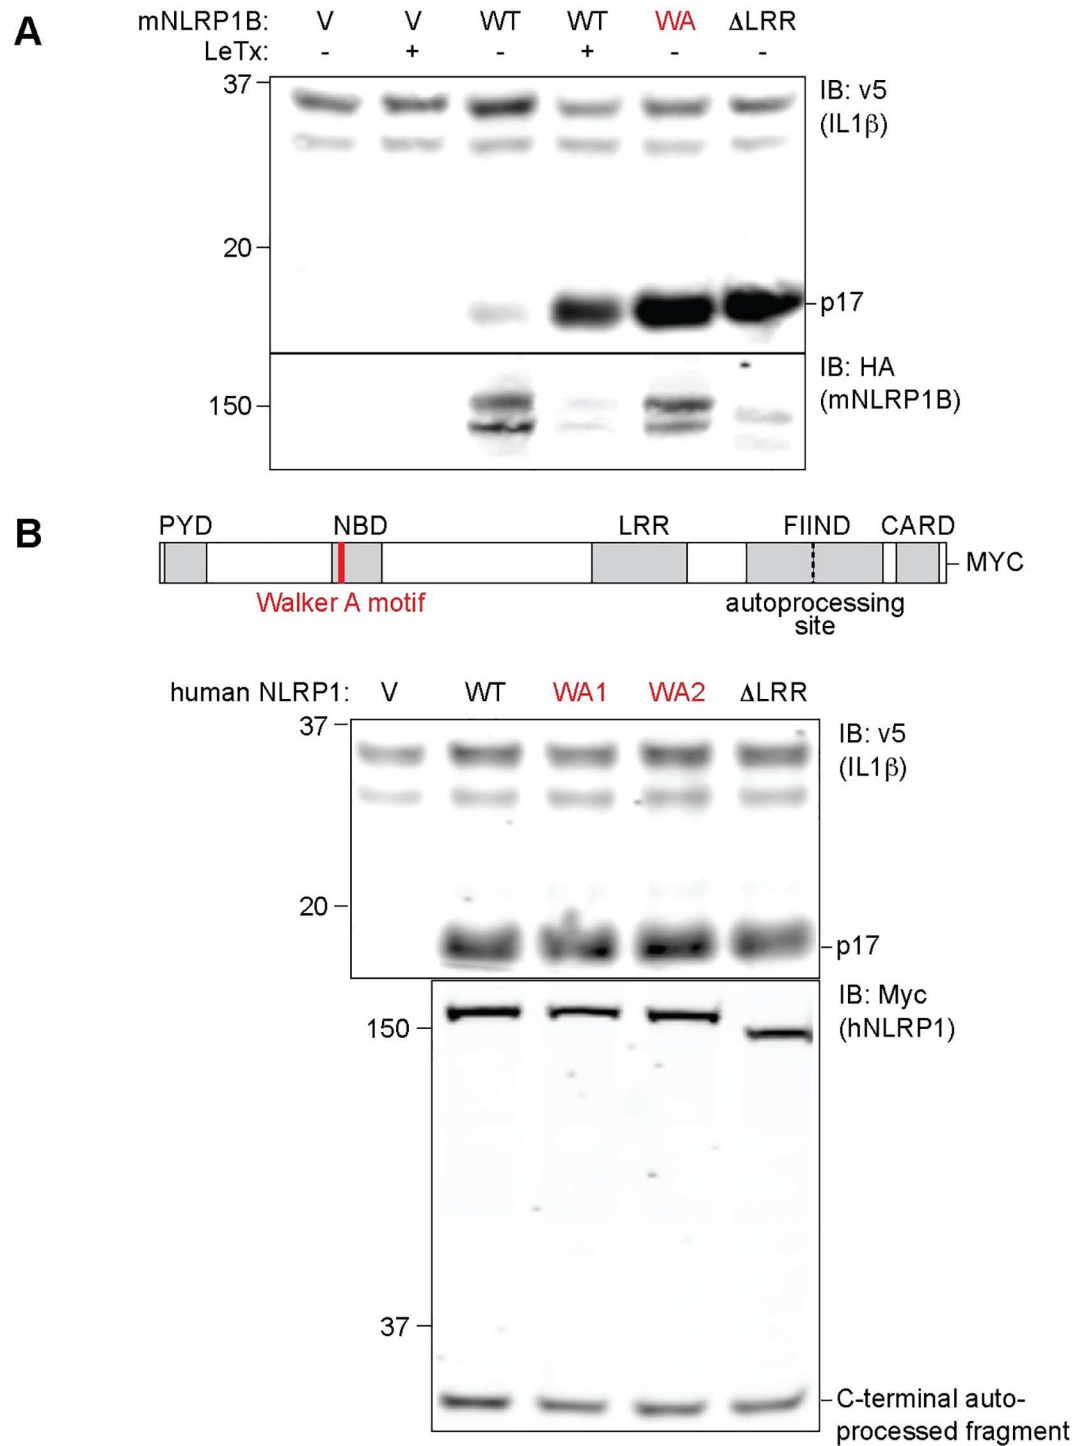 A
mNLRP1B: V V WT WT WA ΔLRR
LeTx: - + - + - -
37
IB: v5
(IL1β)
20
p17
IB: HA
(mNLRP1B)
150
B
PYD NBD LRR FIIND CARD
MYC
Walker A motif
autoprocessing
site
human NLRP1: V WT WA1 WA2 ΔLRR
37
IB: v5
(IL1β)
20
p17
IB: Myc
(hNLRP1)
150
37
C-terminal auto-
processed fragment